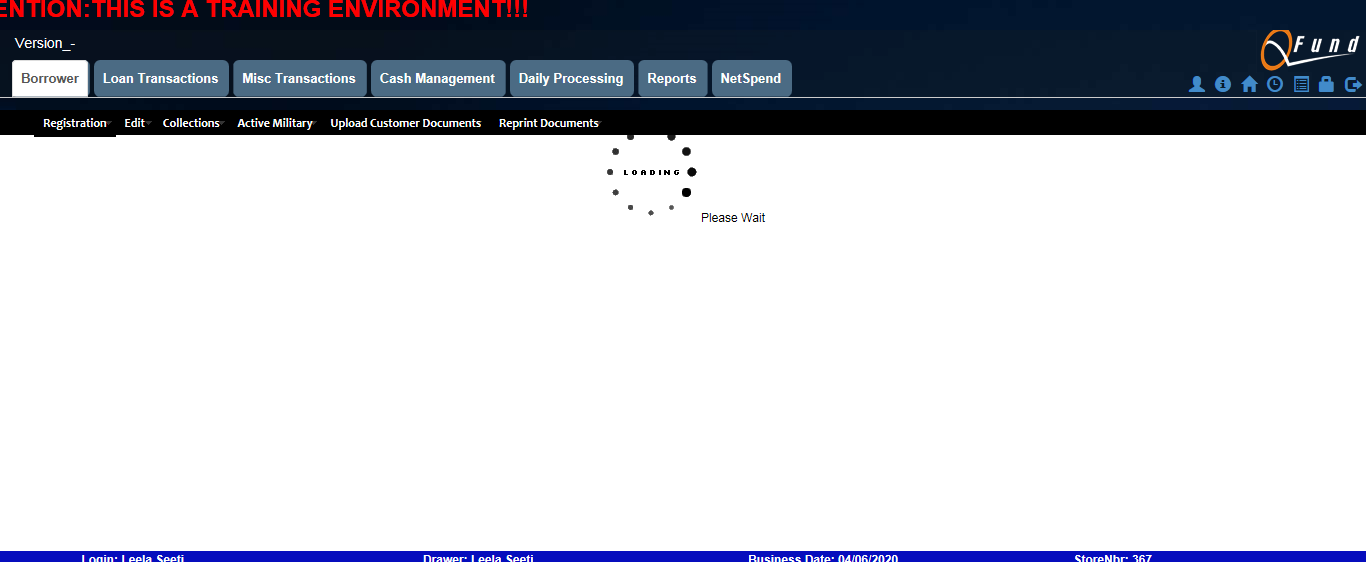 ENTION:THIS IS A TRAINING ENVIRONMENT!!!
Version_-
QFund
Borrower Loan Transactions Misc Transactions Cash Management Daily Processing Reports NetSpend
Registration Edit Collections Active Military Upload Customer Documents Reprint Documents
LOADING
Please Wait
Login: Leela Seeti Drawer: Leela Seeti Business Date: 04/06/2020 StoreNbr: 367